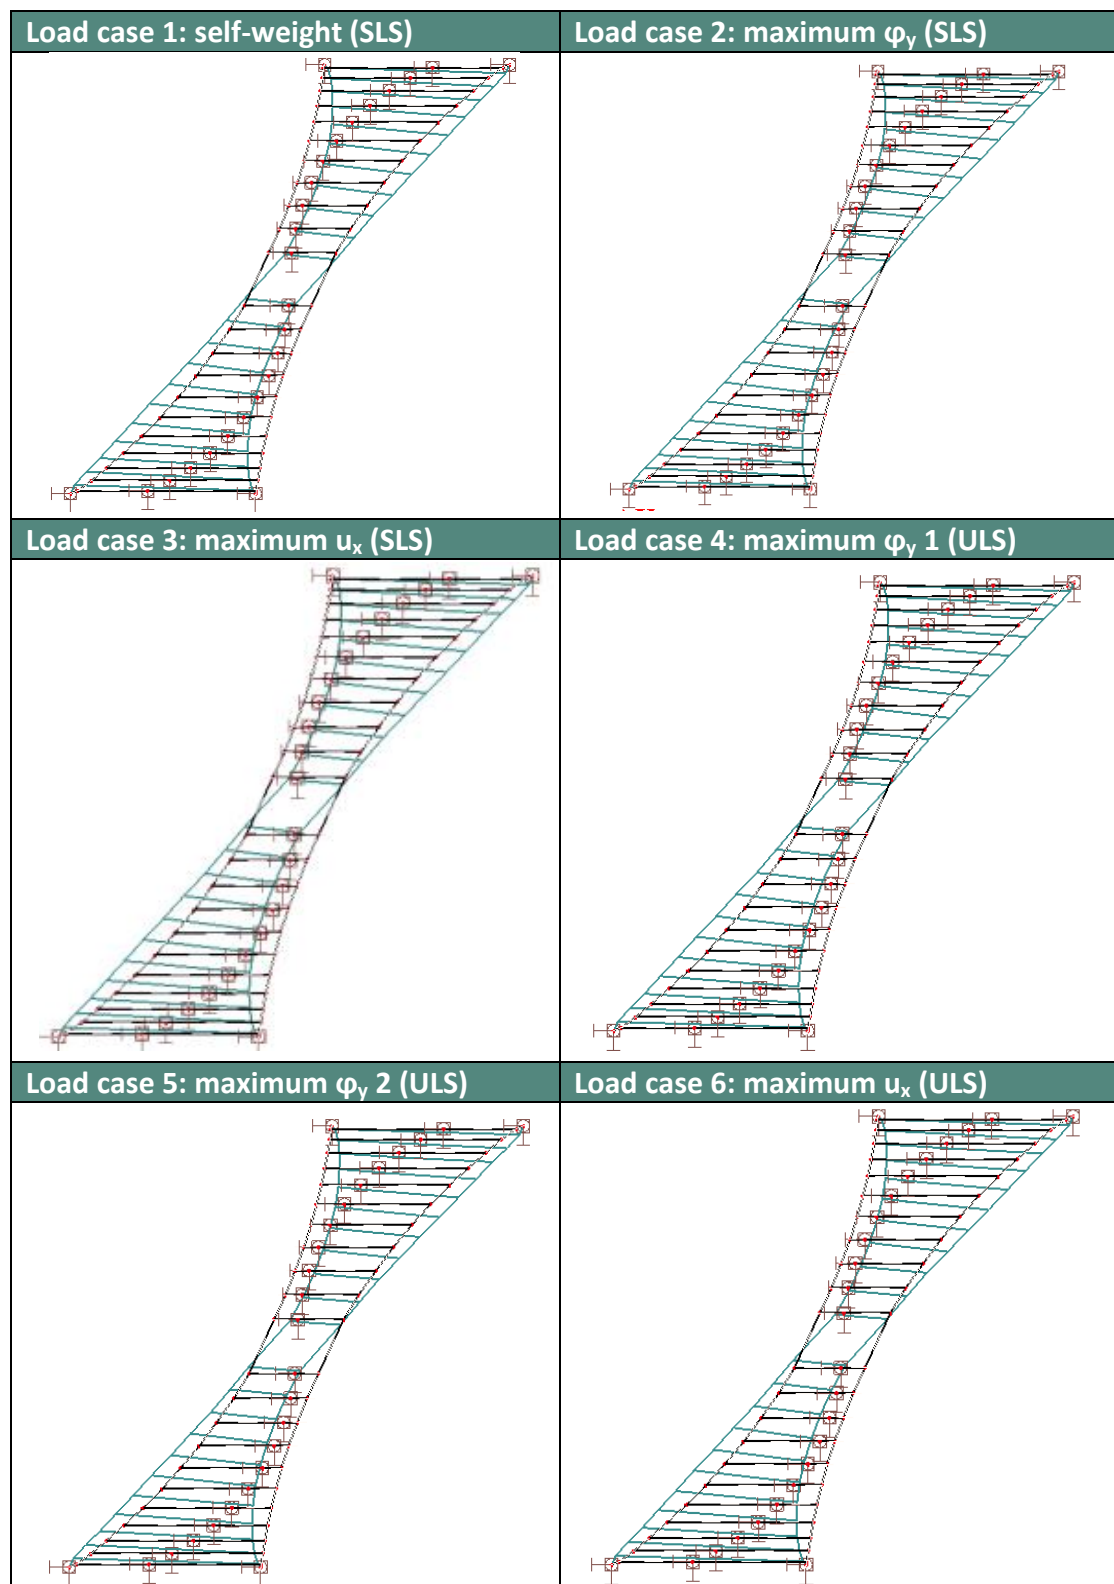 Load case 1: self-weight (SLS)
Load case 2: maximum φy (SLS)
Load case 3: maximum ux (SLS)
Load case 4: maximum φy 1 (ULS)
Load case 5: maximum φy 2 (ULS)
Load case 6: maximum ux (ULS)